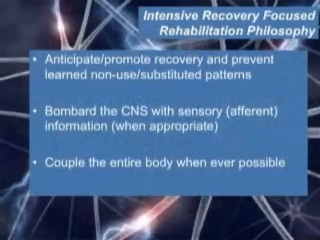 Intensive Recovery Focused
Rehabilitation Philosophy
• Anticipate/promote recovery and prevent
learned non-use/substituted patterns
• Bombard the CNS with sensory (afferent)
information (when appropriate)
• Couple the entire body when ever possible